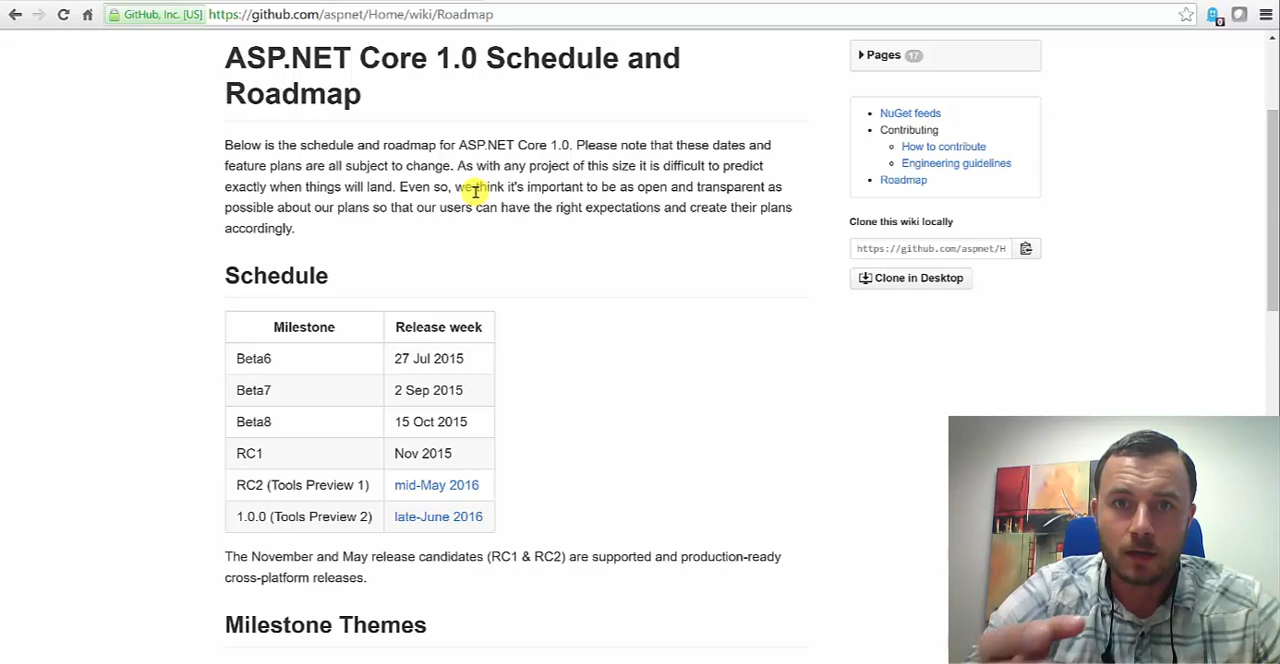 GitHub, Inc. [US] https://github.com/aspnet/Home/wiki/Roadmap
0
ASP.NET Core 1.0 Schedule and
Roadmap
Below is the schedule and roadmap for ASP.NET Core 1.0. Please note that these dates and
feature plans are all subject to change. As with any project of this size it is difficult to predict
exactly when things will land. Even so, we think it's important to be as open and transparent as
possible about our plans so that our users can have the right expectations and create their plans
accordingly.
Schedule
Milestone Release week
Beta6 27 Jul 2015
Beta7 2 Sep 2015
Beta8 15 Oct 2015
RC1 Nov 2015
RC2 (Tools Preview 1) mid-May 2016
1.0.0 (Tools Preview 2) late-June 2016
The November and May release candidates (RC1 & RC2) are supported and production-ready
cross-platform releases.
Milestone Themes
Pages 17
NuGet feeds
Contributing
How to contribute
Engineering guidelines
Roadmap
Clone this wiki locally
https://github.com/aspnet/H
Clone in Desktop